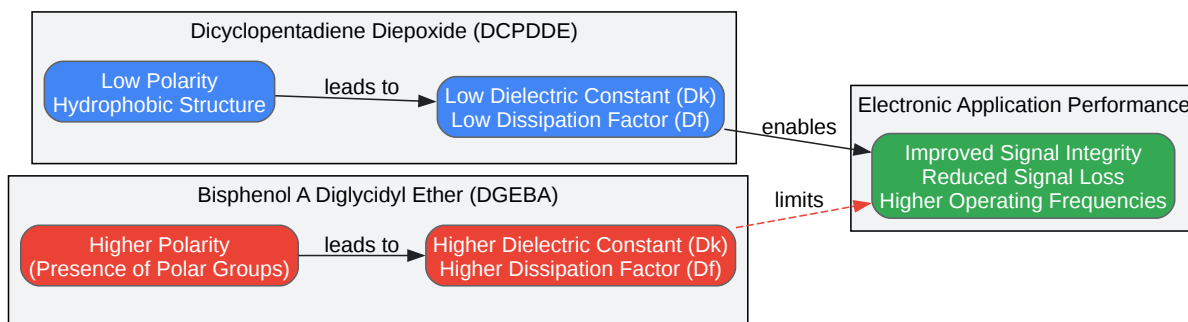 Dicyclopentadiene Diepoxide (DCPDDE)
Low Polarity
Hydrophobic Structure
leads to
Low Dielectric Constant (Dk)
Low Dissipation Factor (Df)
enables
Electronic Application Performance
Improved Signal Integrity
Reduced Signal Loss
Higher Operating Frequencies
Bisphenol A Diglycidyl Ether (DGEBA)
Higher Polarity
(Presence of Polar Groups)
leads to
Higher Dielectric Constant (Dk)
Higher Dissipation Factor (Df)
limits